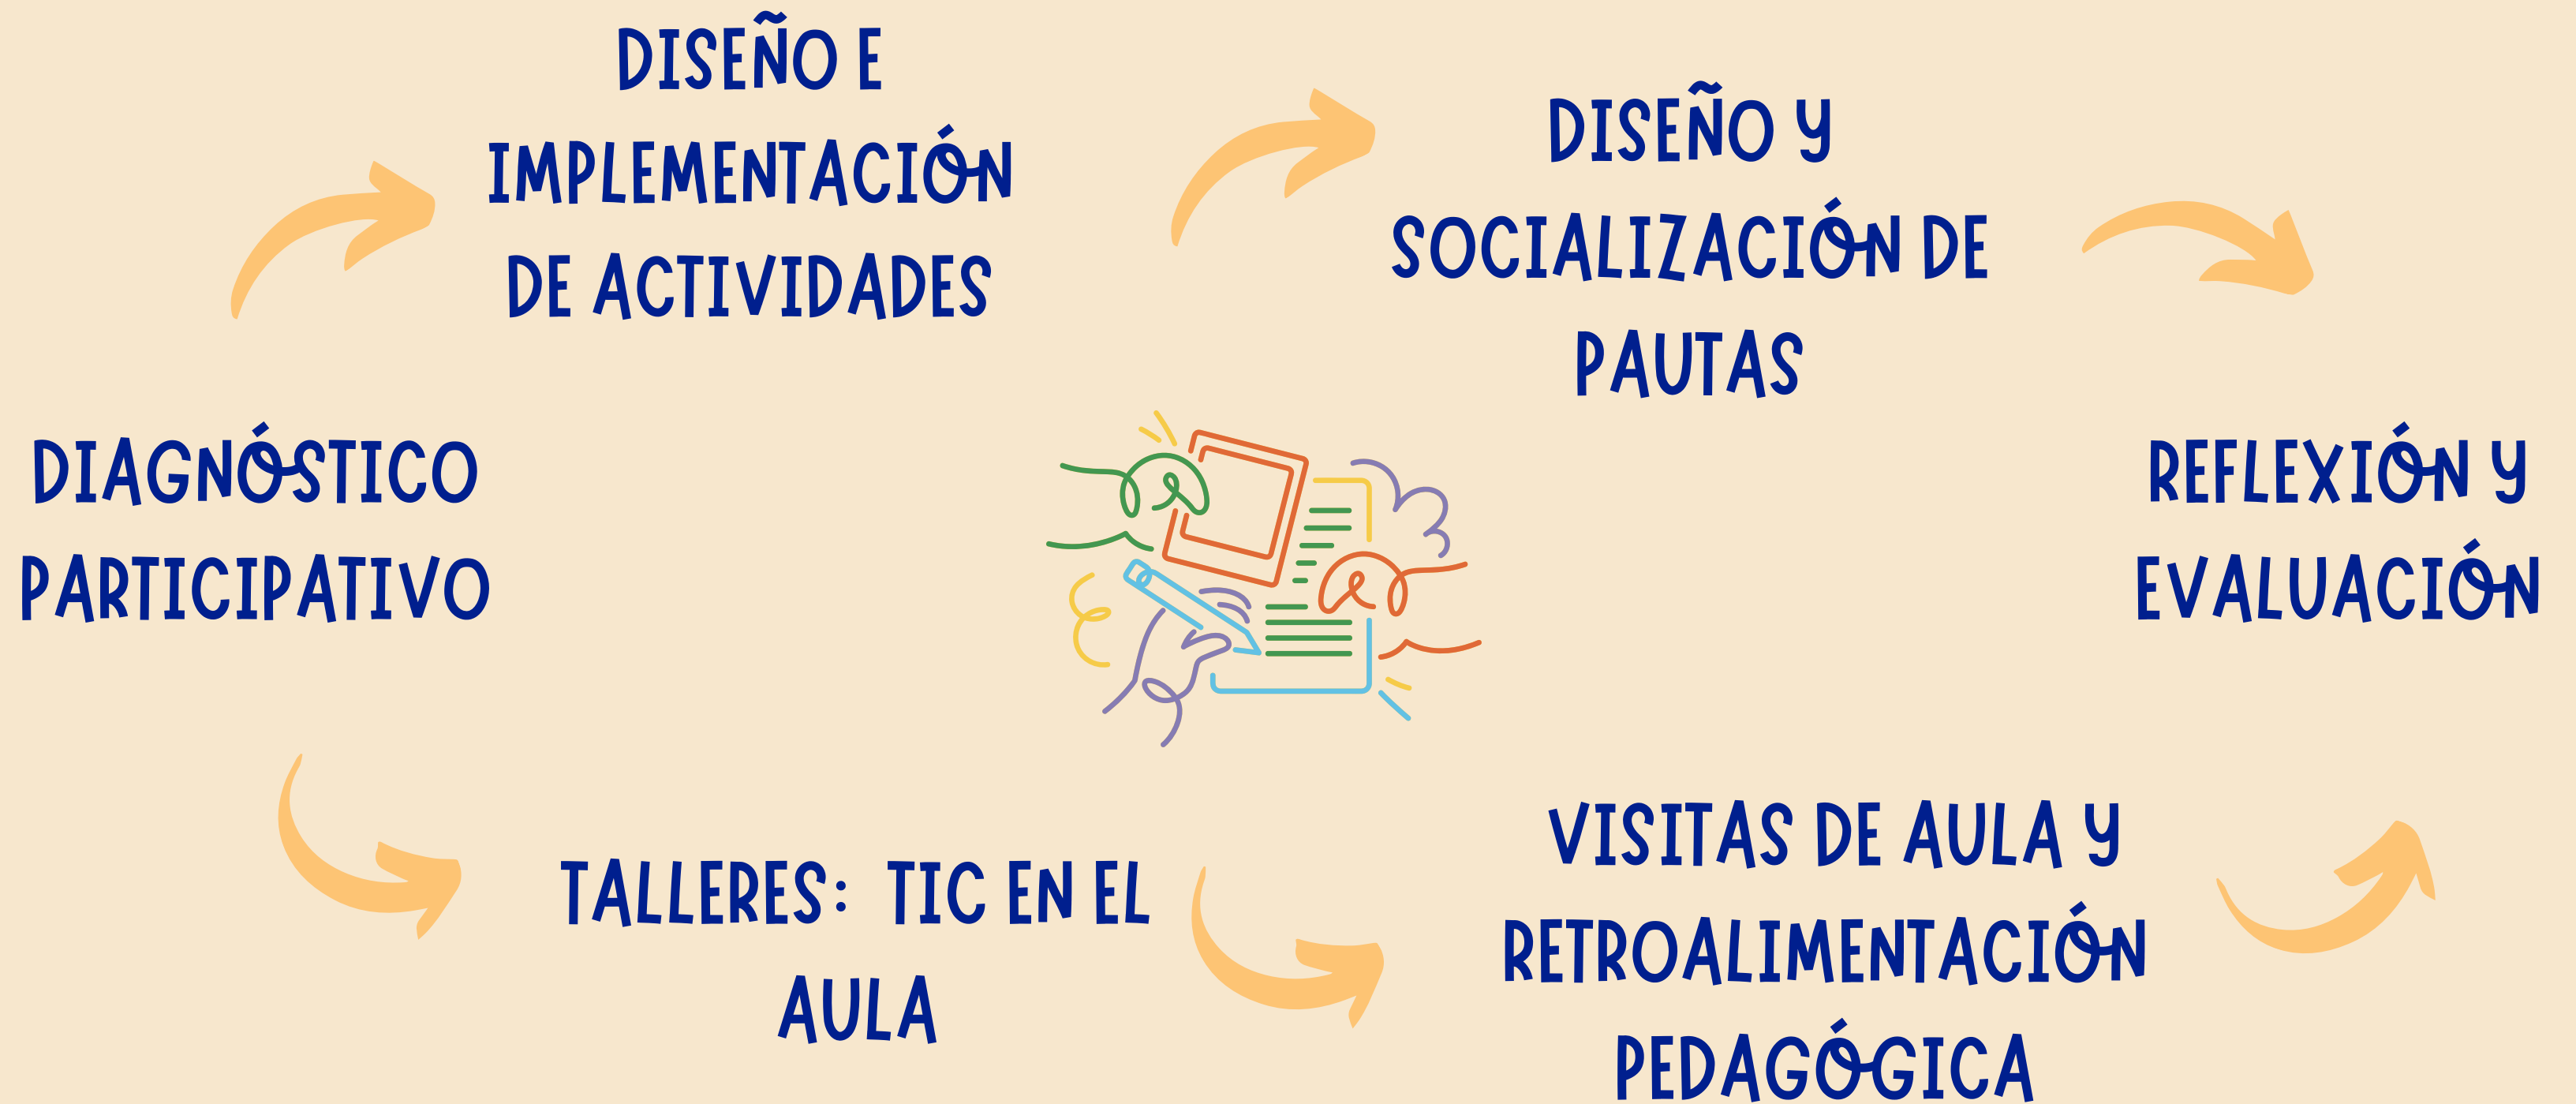 DISEÑO E
IMPLEMENTACIÓN
DE ACTIVIDADES
DISEÑO Y
SOCIALIZACIÓN DE
PAUTAS
DIAGNÓSTICO
PARTICIPATIVO
REFLEXIÓN Y
EVALUACIÓN
TALLERES: TIC EN EL
AULA
VISITAS DE AULA Y
RETROALIMENTACIÓN
PEDAGÓGICA